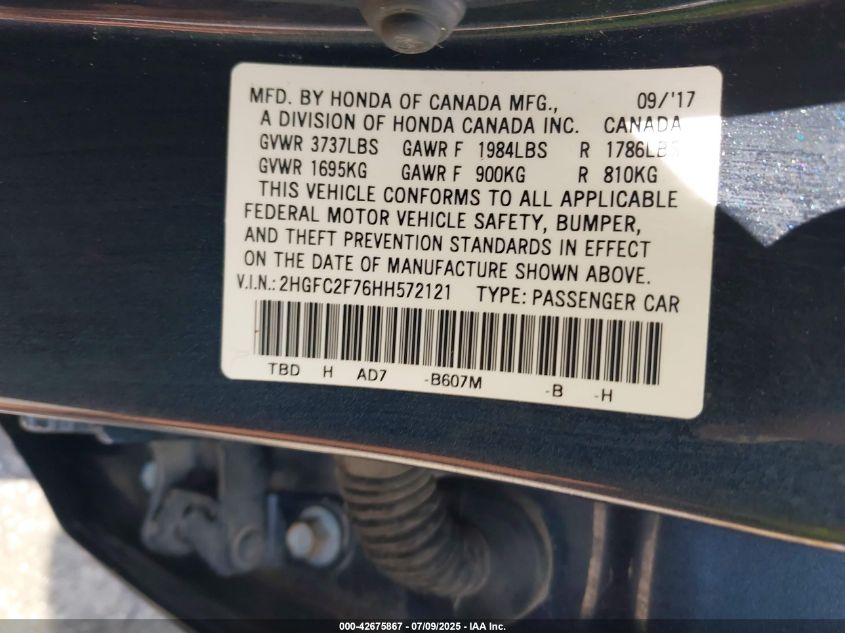 MFD. BY HONDA OF CANADA MFG., 09/'17
A DIVISION OF HONDA CANADA INC. CANADA
GVWR 3737LBS GAWR F 1984LBS R 1786LBS
GVWR 1695KG GAWR F 900KG R 810KG
THIS VEHICLE CONFORMS TO ALL APPLICABLE
FEDERAL MOTOR VEHICLE SAFETY, BUMPER,
AND THEFT PREVENTION STANDARDS IN EFFECT
ON THE DATE OF MANUFACTURE SHOWN ABOVE.
V.I.N.: 2HGFC2F76HH572121 TYPE: PASSENGER CAR
TBD H AD7 -B607M -B -H
000-42675867 / 07/09/2025 - IAA Inc.